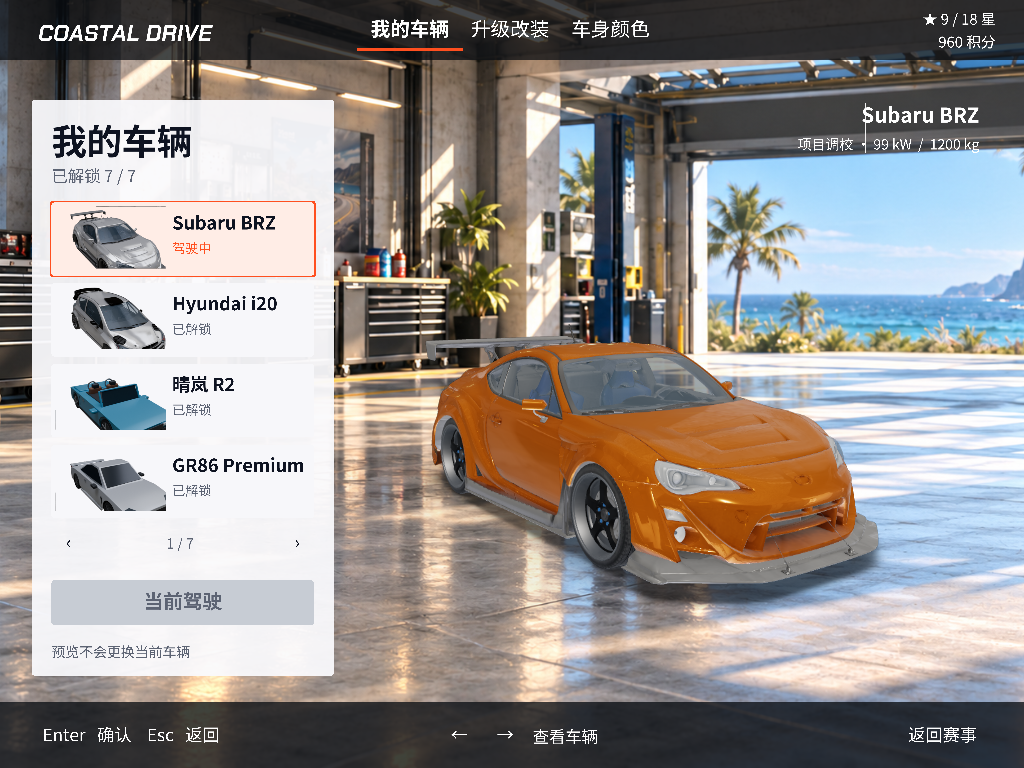 COASTAL DRIVE
我的车辆 升级改装 车身颜色
★ 9 / 18 星
960 积分
Subaru BRZ
项目调校 · 99 kW / 1200 kg
我的车辆
已解锁 7 / 7
Subaru BRZ
驾驶中
Hyundai i20
已解锁
晴岚 R2
已解锁
GR86 Premium
已解锁
‹ 1 / 7 ›
当前驾驶
预览不会更换当前车辆
Enter 确认 Esc 返回
← → 查看车辆
返回赛事